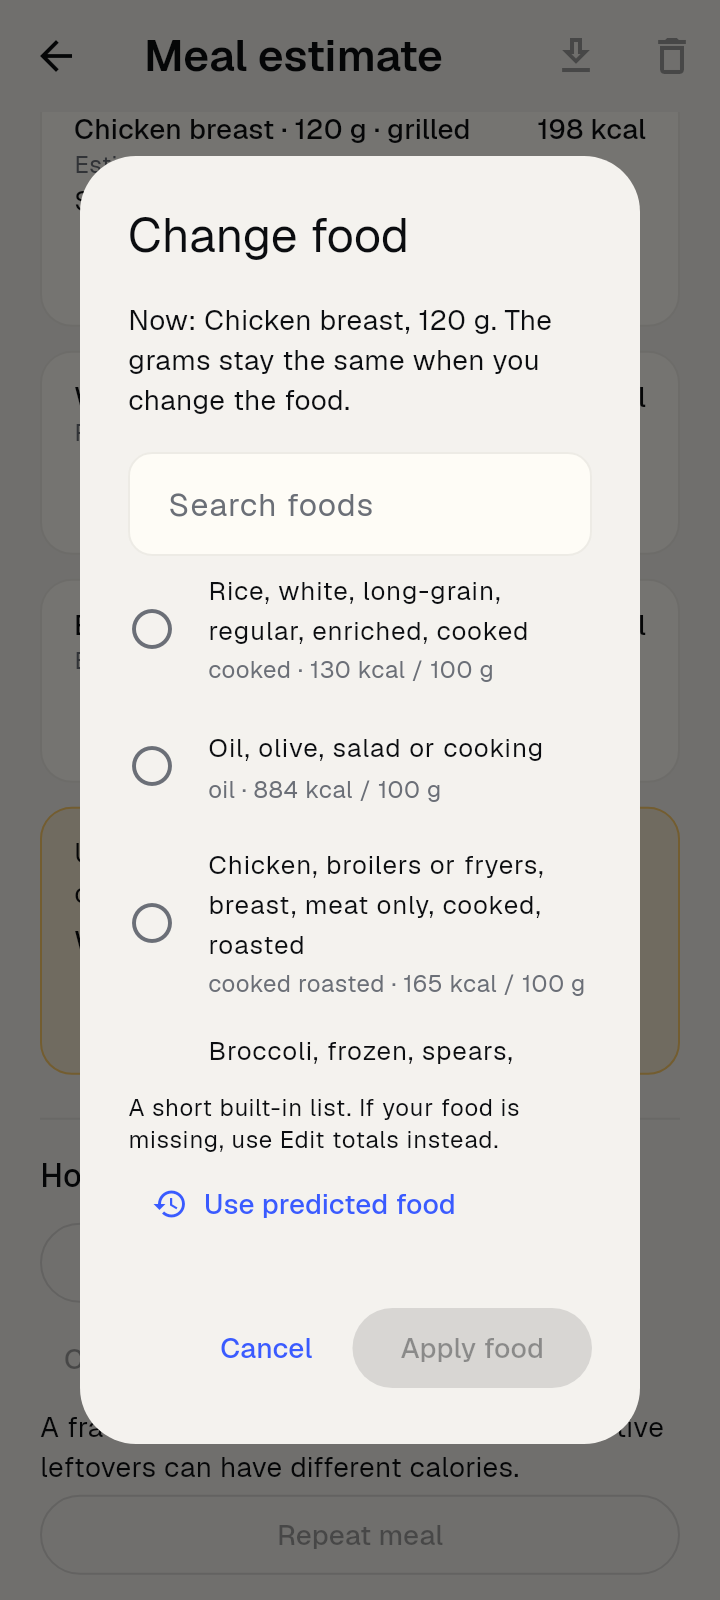 Meal estimate
Chicken breast · 120 g · grilled 198 kcal
Change food
Now: Chicken breast, 120 g. The
grams stay the same when you
change the food.
Search foods
Rice, white, long-grain,
regular, enriched, cooked
cooked · 130 kcal / 100 g
Oil, olive, salad or cooking
oil · 884 kcal / 100 g
Chicken, broilers or fryers,
breast, meat only, cooked,
roasted
cooked roasted · 165 kcal / 100 g
Broccoli, frozen, spears,
A short built-in list. If your food is
missing, use Edit totals instead.
Use predicted food
Cancel
Apply food
A
leftovers can have different calories.
Repeat meal